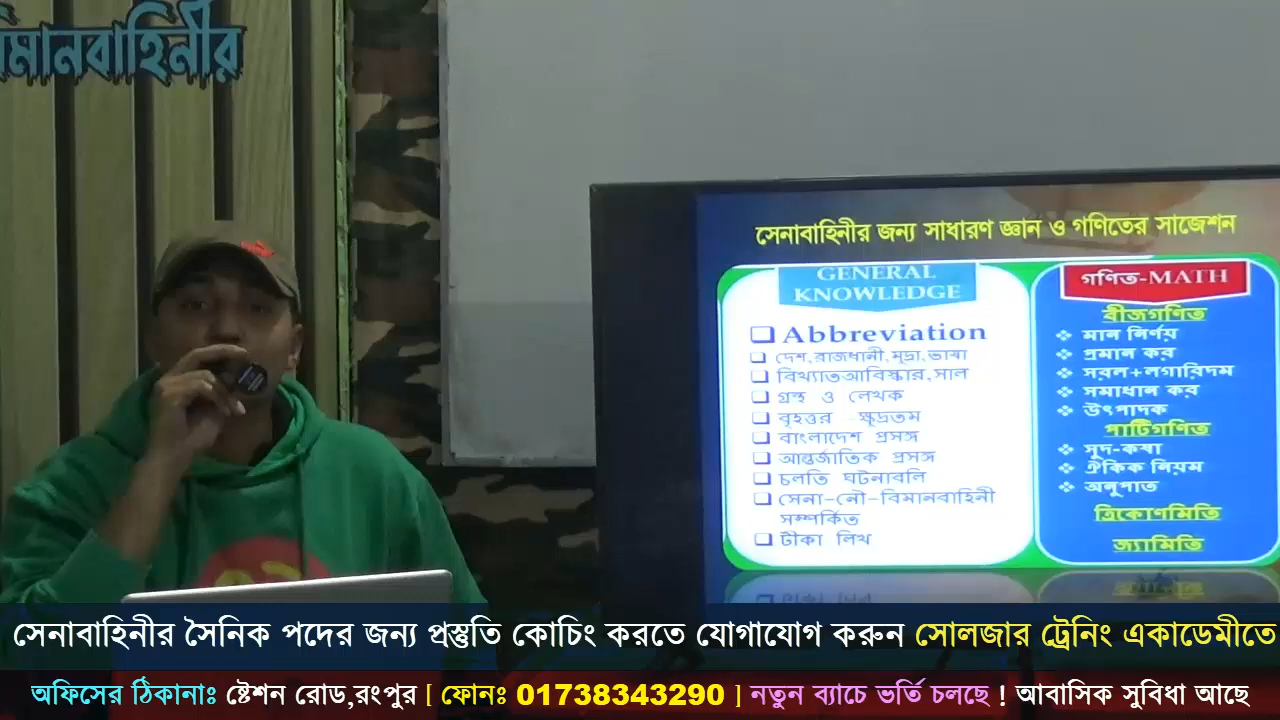 বিমানবাহিনীর
সেনাবাহিনীর জন্য সাধারণ জ্ঞান ও গণিতের সাজেশন
GENERAL
KNOWLEDGE
Abbreviation
দেশ,রাজধানী,মুদ্রা,ভাষা
বিখ্যাতআবিস্কার,সাল
গ্রন্থ ও লেখক
বৃহত্তর -ক্ষুদ্রতম
বাংলাদেশ প্রসঙ্গ
আন্তর্জাতিক প্রসঙ্গ
চলতি ঘটনাবলি
সেনা-নৌ-বিমানবাহিনী
সম্পর্কিত
টীকা লিখ
গণিত-MATH
বীজগণিত
মান নির্ণয়
প্রমান কর
সরল+লগারিদম
সমাধান কর
উৎপাদক
পাটিগণিত
সুদ-কষা
ঐকিক নিয়ম
অনুপাত
ত্রিকোণমিতি
জ্যামিতি
সেনাবাহিনীর সৈনিক পদের জন্য প্রস্তুতি কোচিং করতে যোগাযোগ করুন সোলজার ট্রেনিং একাডেমীতে
অফিসের ঠিকানাঃ ষ্টেশন রোড,রংপুর [ ফোনঃ 01738343290 ] নতুন ব্যাচে ভর্তি চলছে ! আবাসিক সুবিধা আছে